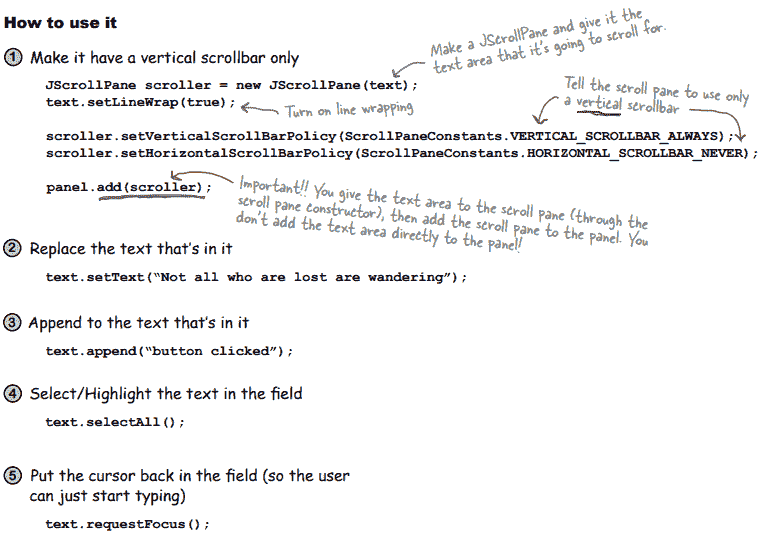 How to use it
Make a JScrollPane and give it the
text area that it's going to scroll for.
1 Make it have a vertical scrollbar only
JScrollPane scroller = new JScrollPane(text);
text.setLineWrap(true);
Turn on line wrapping
Tell the scroll pane to use only
a vertical scrollbar
scroller.setVerticalScrollBarPolicy(ScrollPaneConstants.VERTICAL_SCROLLBAR_ALWAYS);
scroller.setHorizontalScrollBarPolicy(ScrollPaneConstants.HORIZONTAL_SCROLLBAR_NEVER);
panel.add(scroller);
Important!! You give the text area to the scroll pane (through the
scroll pane constructor), then add the scroll pane to the panel. You
don't add the text area directly to the panel!
2 Replace the text that's in it
text.setText(“Not all who are lost are wandering”);
3 Append to the text that's in it
text.append(“button clicked”);
4 Select/Highlight the text in the field
text.selectAll();
5 Put the cursor back in the field (so the user
can just start typing)
text.requestFocus();